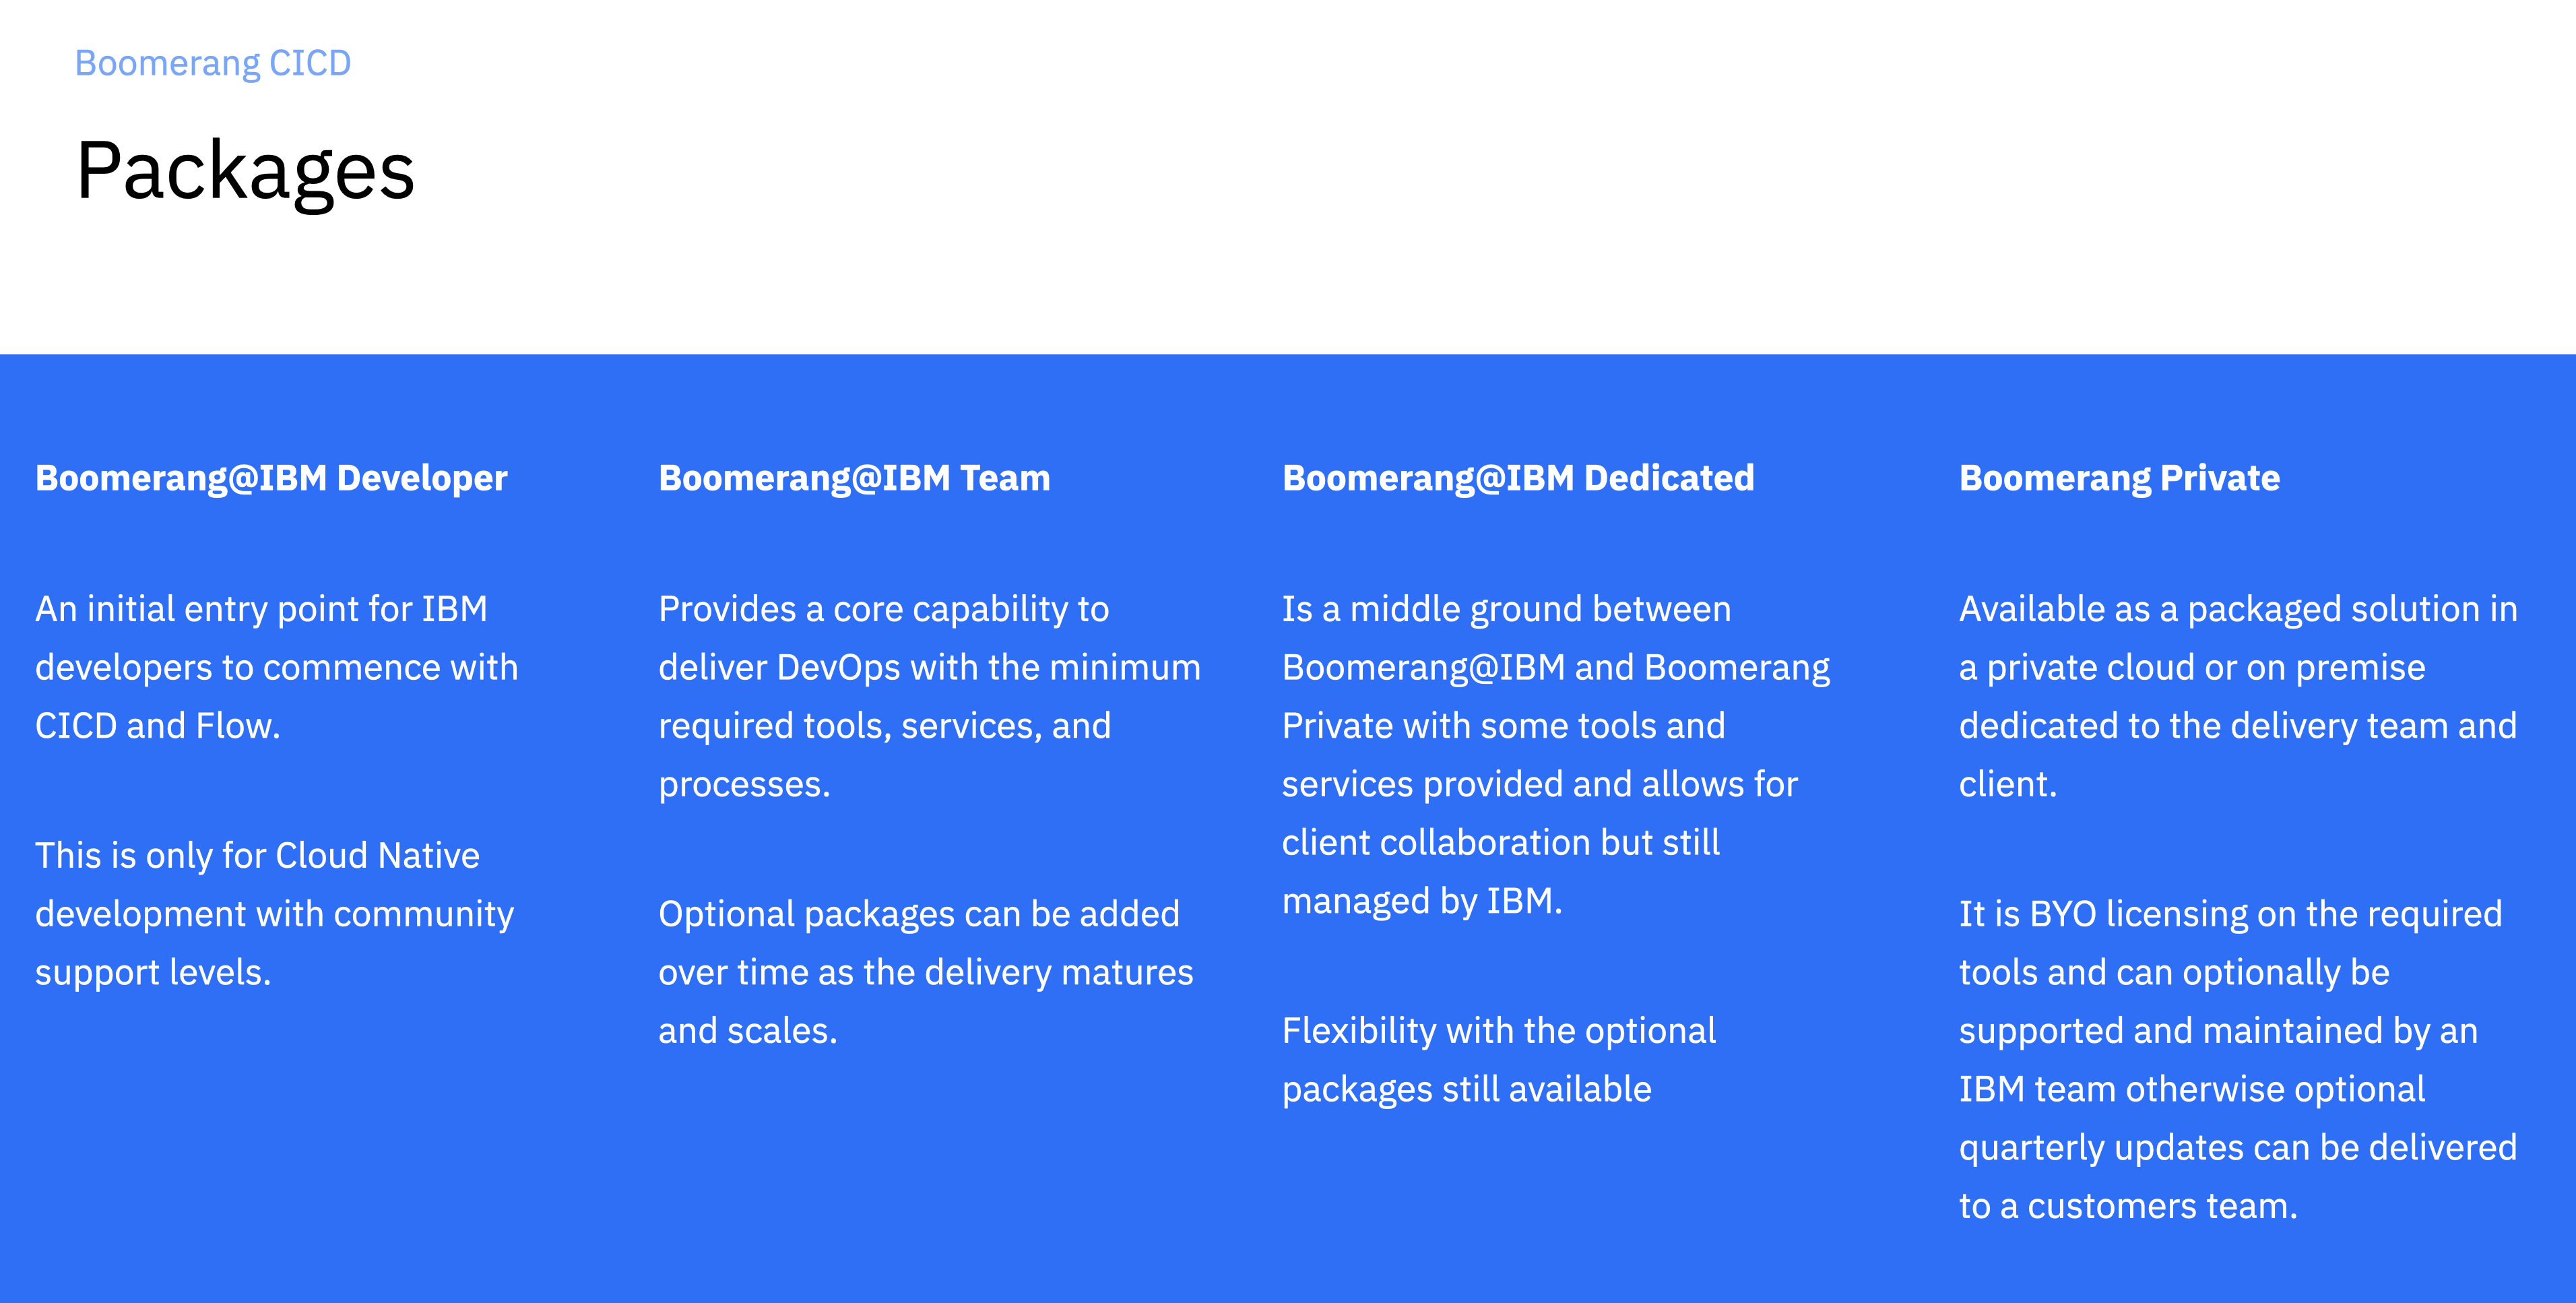 Boomerang CICD
Packages
Boomerang@IBM Developer
An initial entry point for IBM
developers to commence with
CICD and Flow.
This is only for Cloud Native
development with community
support levels.
Boomerang@IBM Team
Provides a core capability to
deliver DevOps with the minimum
required tools, services, and
processes.
Optional packages can be added
over time as the delivery matures
and scales.
Boomerang@IBM Dedicated
Is a middle ground between
Boomerang@IBM and Boomerang
Private with some tools and
services provided and allows for
client collaboration but still
managed by IBM.
Flexibility with the optional
packages still available
Boomerang Private
Available as a packaged solution in
a private cloud or on premise
dedicated to the delivery team and
client.
It is BYO licensing on the required
tools and can optionally be
supported and maintained by an
IBM team otherwise optional
quarterly updates can be delivered
to a customers team.